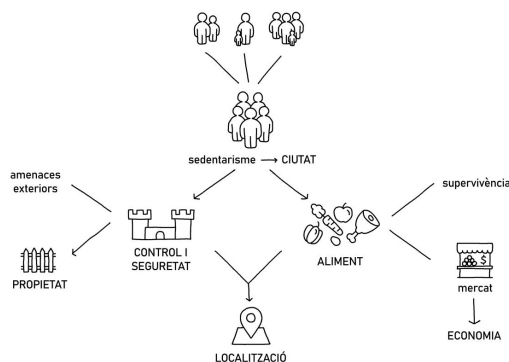 sedentarisme → CIUTAT
amenaces
exteriors
supervivència
CONTROL I
SEGURETAT
ALIMENT
PROPIETAT
$
mercat
LOCALITZACIÓ
ECONOMIA